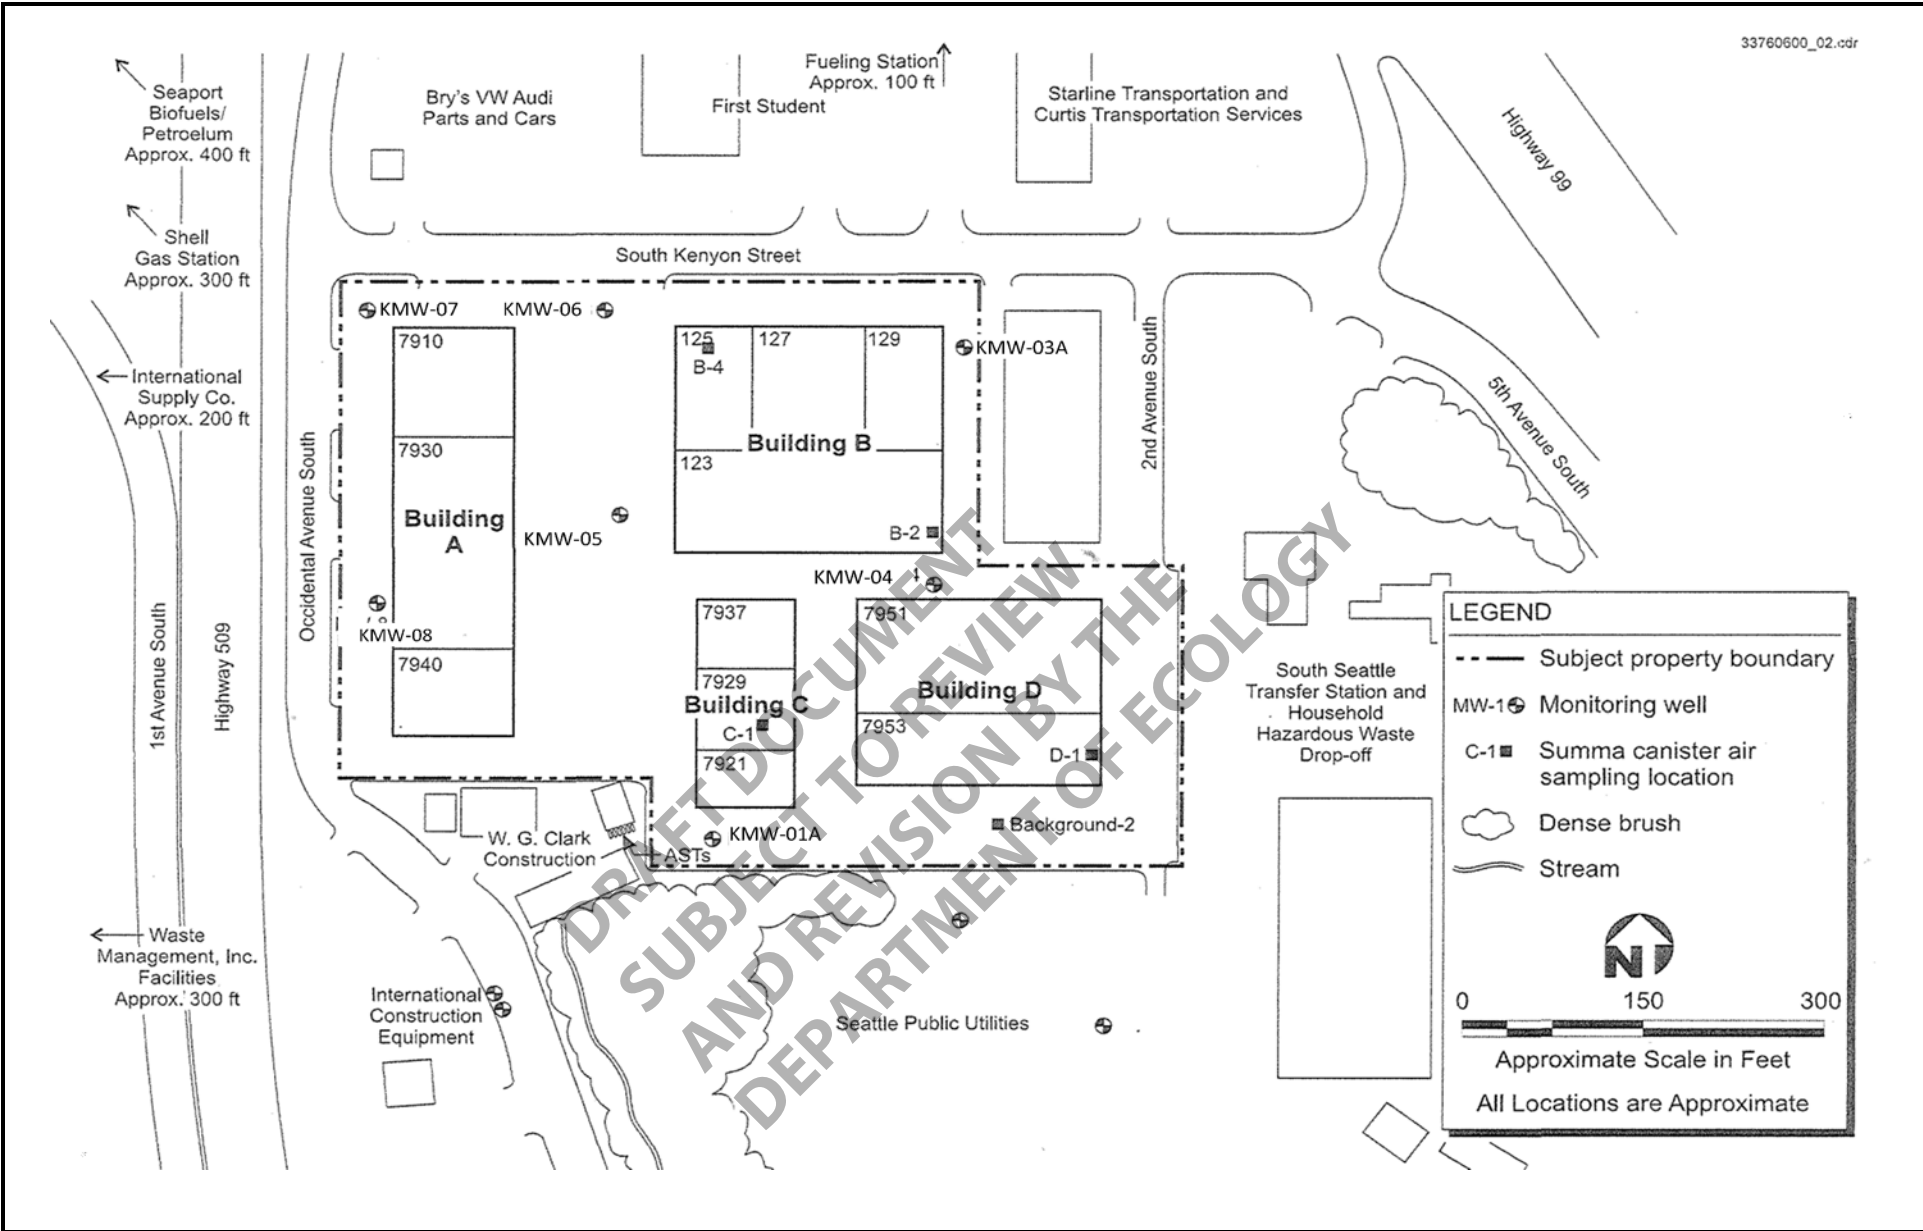 33760600_02.cdr
Seaport
Biofuels/
Petroelum
Approx. 400 ft
Bry's VW Audi
Parts and Cars
First Student
Fueling Station
Approx. 100 ft
Starline Transportation and
Curtis Transportation Services
Highway 99
Shell
Gas Station
Approx. 300 ft
South Kenyon Street
KMW-07
KMW-06
7910
125
127
129
B-4
KMW-03A
2nd Avenue South
5th Avenue South
International
Supply Co.
Approx. 200 ft
Occidental Avenue South
7930
Building
A
Building B
123
KMW-05
B-2
KMW-04
KMW-08
7940
1st Avenue South
Highway 509
7937
7929
Building C
C-1
7921
7951
Building D
7953
D-1
South Seattle
Transfer Station and
Household
Hazardous Waste
Drop-off
KMW-01A
Background-2
W. G. Clark
Construction
ASTs
Waste
Management, Inc.
Facilities
Approx. 300 ft
International
Construction
Equipment
Seattle Public Utilities
DRAFT DOCUMENT
SUBJECT TO REVIEW
AND REVISION BY THE
DEPARTMENT OF ECOLOGY
LEGEND
Subject property boundary
MW-1 Monitoring well
C-1 Summa canister air
sampling location
Dense brush
Stream
N
0 150 300
Approximate Scale in Feet
All Locations are Approximate